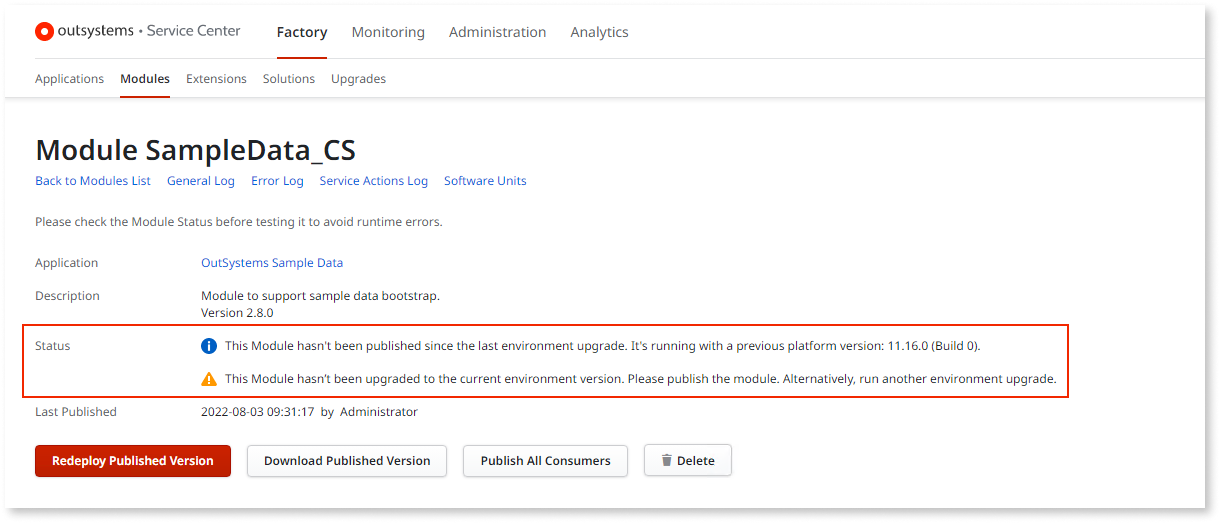 outsystems • Service Center Factory Monitoring Administration Analytics
Applications Modules Extensions Solutions Upgrades
Module SampleData_CS
Back to Modules List General Log Error Log Service Actions Log Software Units
Please check the Module Status before testing it to avoid runtime errors.
Application OutSystems Sample Data
Description Module to support sample data bootstrap.
Version 2.8.0
Status This Module hasn't been published since the last environment upgrade. It's running with a previous platform version: 11.16.0 (Build 0).
This Module hasn't been upgraded to the current environment version. Please publish the module. Alternatively, run another environment upgrade.
Last Published 2022-08-03 09:31:17 by Administrator
Redeploy Published Version Download Published Version Publish All Consumers Delete